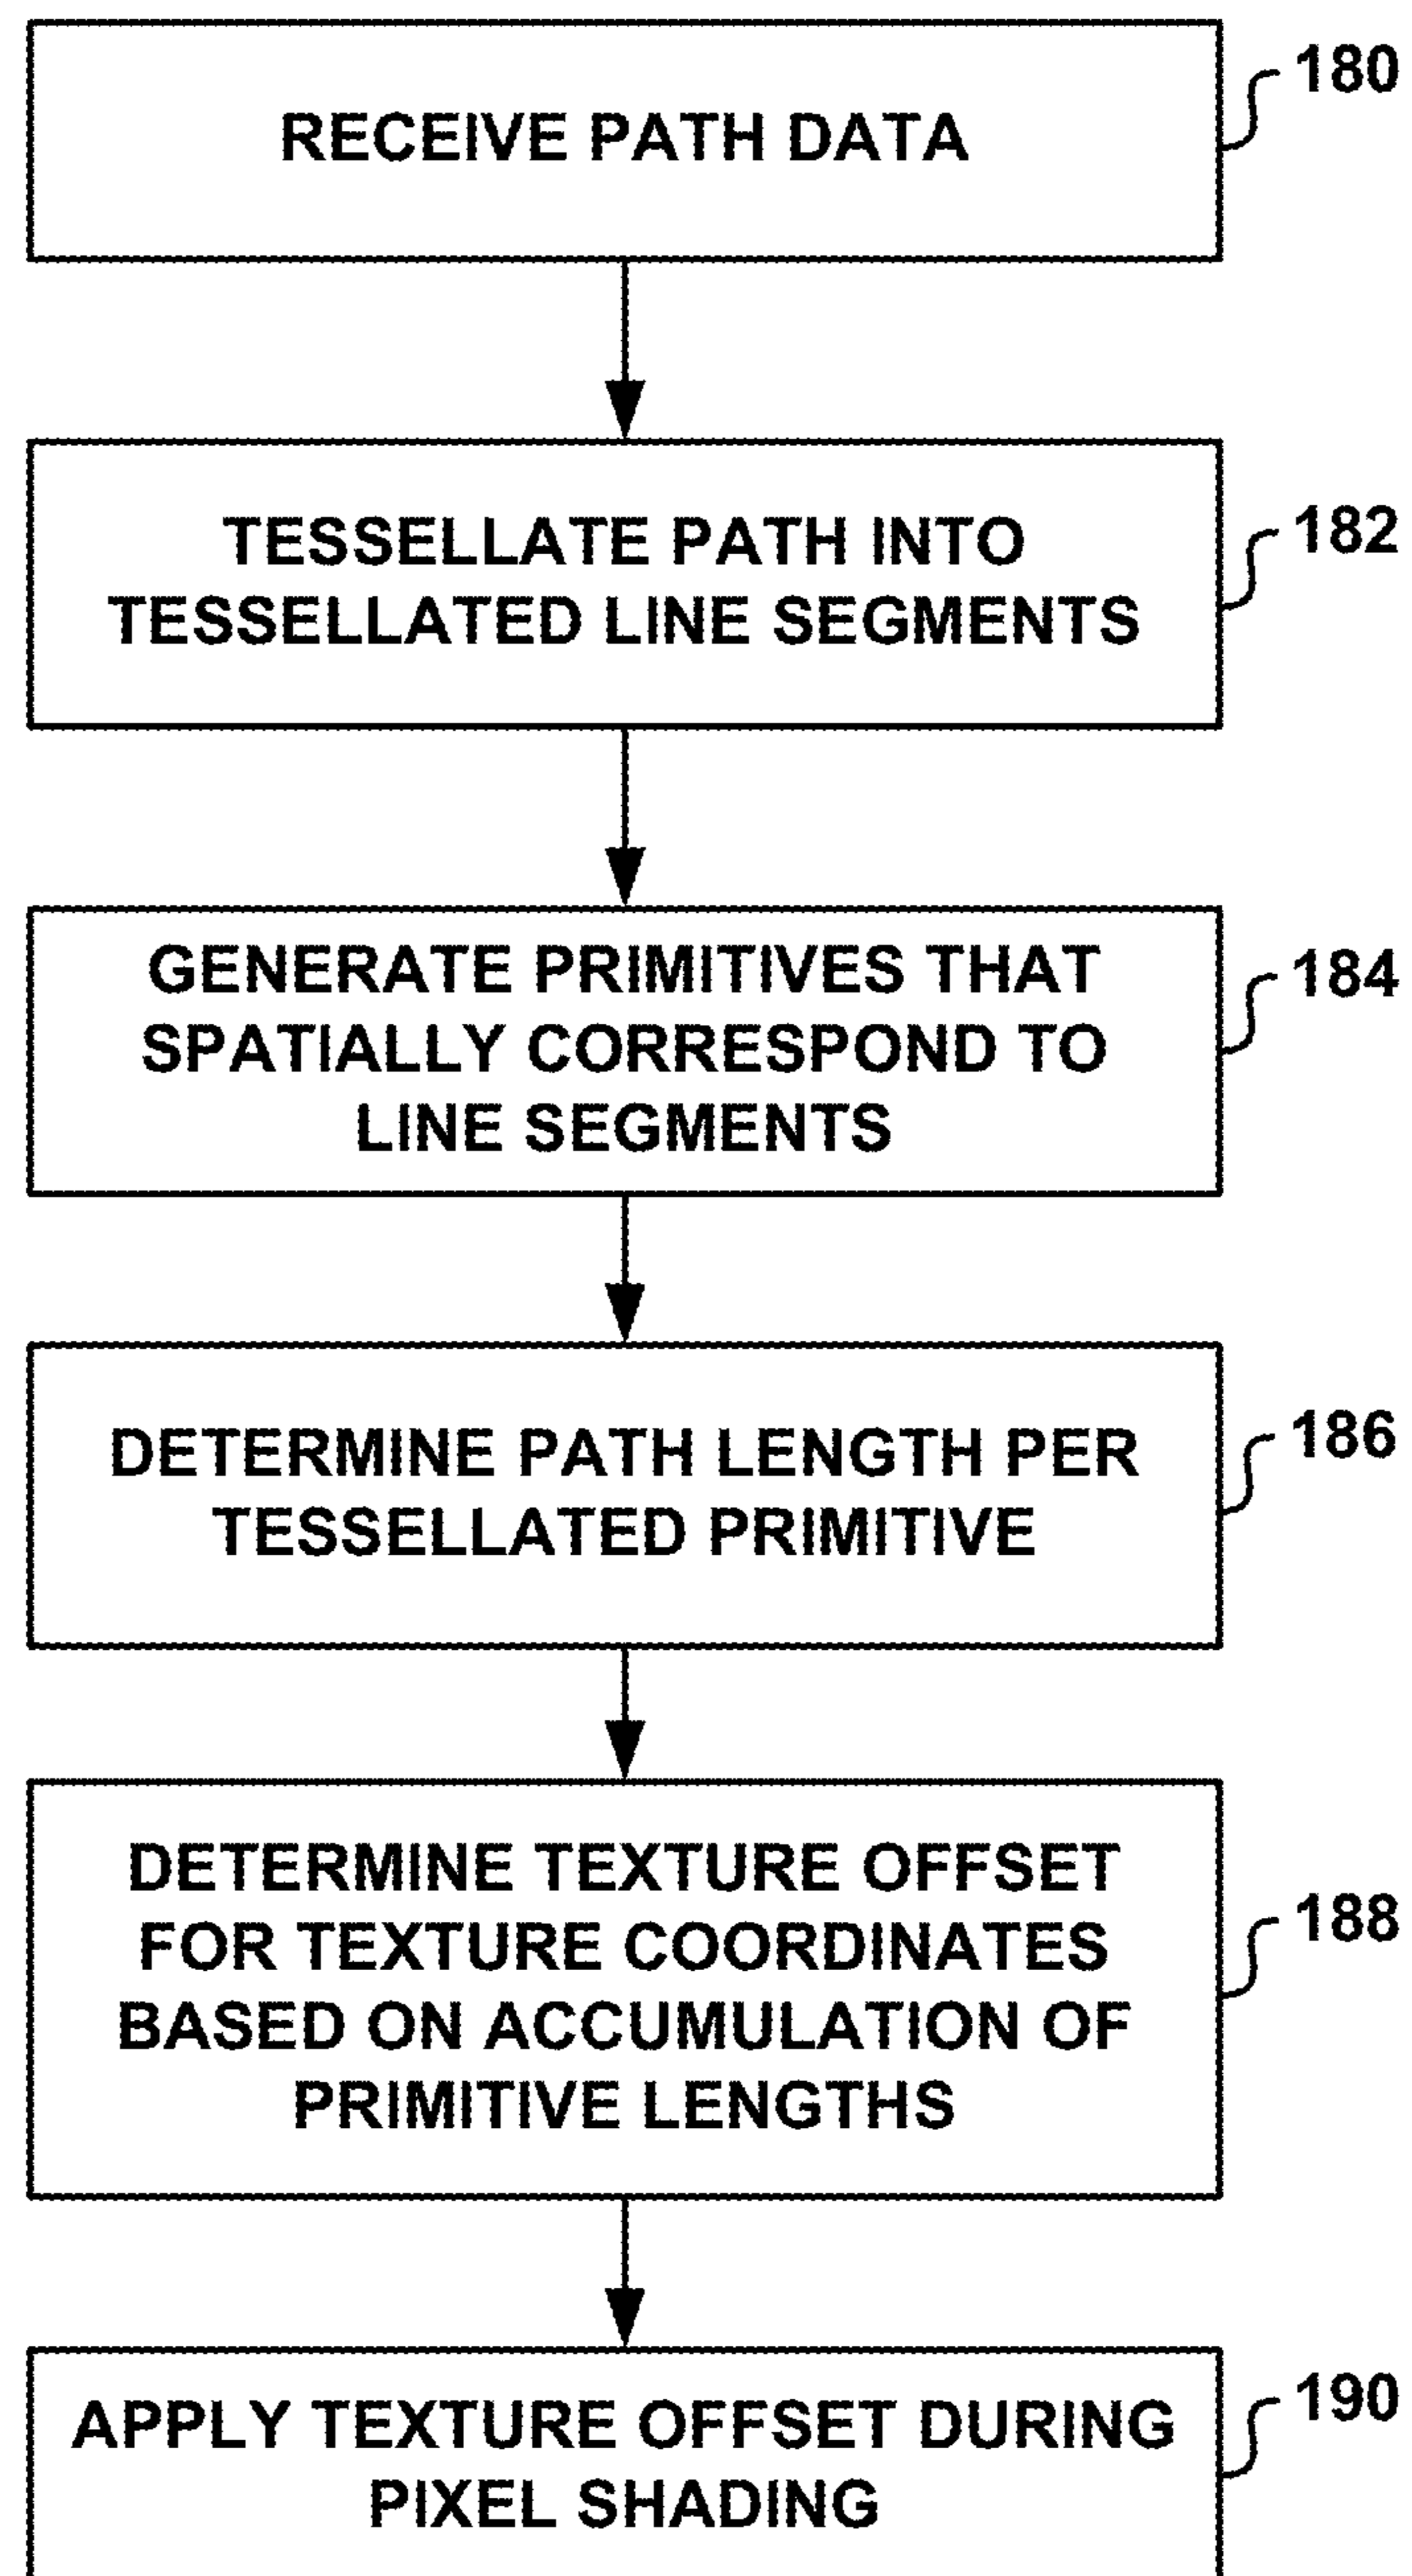 RECEIVE PATH DATA
180
TESSELLATE PATH INTO
TESSELLATED LINE SEGMENTS
182
GENERATE PRIMITIVES THAT
SPATIALLY CORRESPOND TO
LINE SEGMENTS
184
DETERMINE PATH LENGTH PER
TESSELLATED PRIMITIVE
186
DETERMINE TEXTURE OFFSET
FOR TEXTURE COORDINATES
BASED ON ACCUMULATION OF
PRIMITIVE LENGTHS
188
APPLY TEXTURE OFFSET DURING
PIXEL SHADING
190